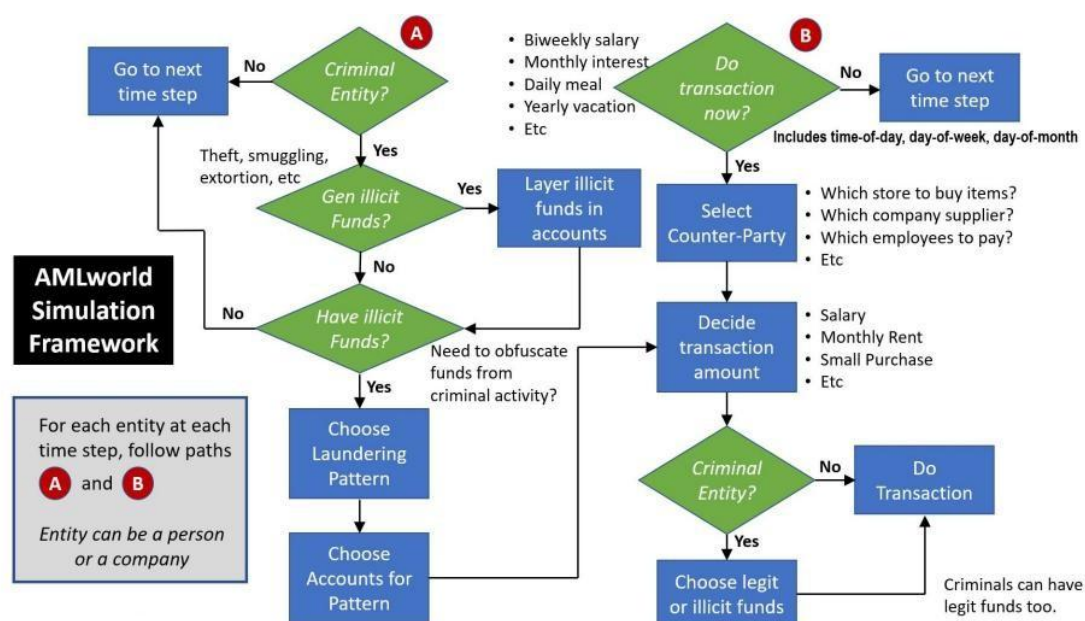 A
Criminal
Entity?
No
Go to next
time step
Yes
Theft, smuggling,
extortion, etc
Gen illicit
Funds?
Yes
Layer illicit
funds in
accounts
No
Have illicit
Funds?
No
Need to obfuscate
funds from
criminal activity?
Yes
Choose
Laundering
Pattern
Choose
Accounts for
Pattern
AMLworld
Simulation
Framework
For each entity at each
time step, follow paths
A and B
Entity can be a person
or a company
• Biweekly salary
• Monthly interest
• Daily meal
• Yearly vacation
• Etc
B
Do
transaction
now?
No
Go to next
time step
Includes time-of-day, day-of-week, day-of-month
Yes
Select
Counter-Party
• Which store to buy items?
• Which company supplier?
• Which employees to pay?
• Etc
Decide
transaction
amount
• Salary
• Monthly Rent
• Small Purchase
• Etc
Criminal
Entity?
No
Do
Transaction
Yes
Choose legit
or illicit funds
Criminals can have
legit funds too.